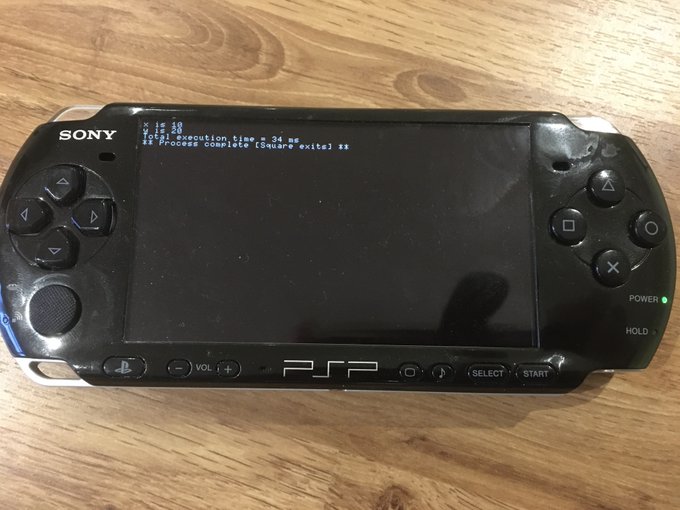 x is 10
y is 20
Total execution time = 34 ms
** Process complete [Square exits] **
SONY
POWER
HOLD
VOL
PSP
SELECT
START